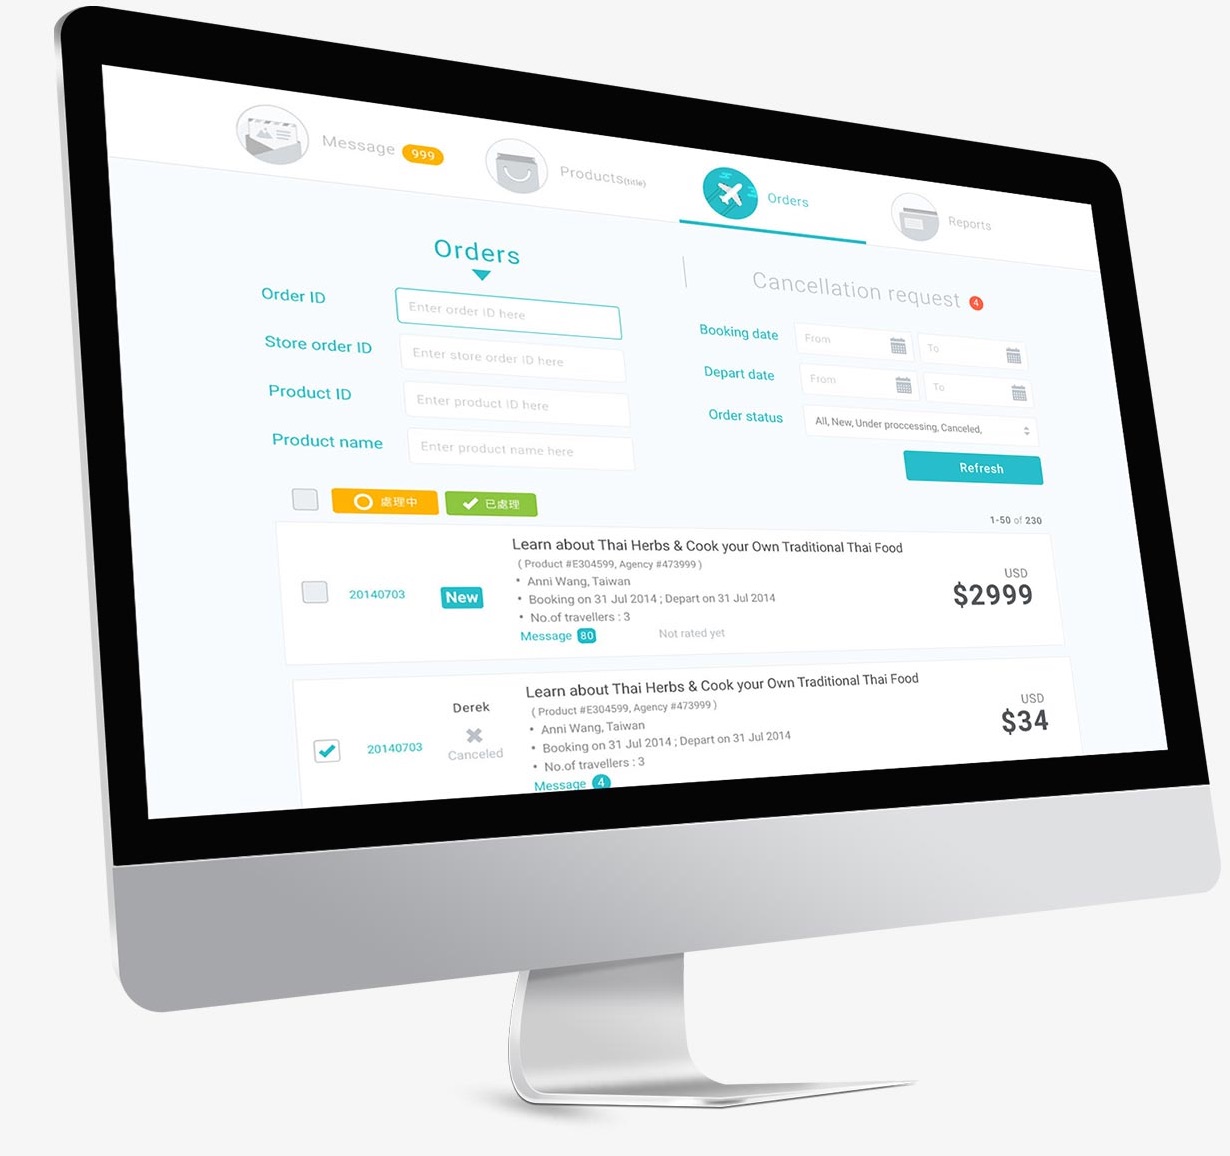 Message 999
Products(title)
Orders
Reports
Orders
Cancellation request 4
Order ID
Enter order ID here
Store order ID
Enter store order ID here
Product ID
Enter product ID here
Product name
Enter product name here
Booking date
From
To
Depart date
From
To
Order status
All, New, Under proccessing, Canceled,
Refresh
處理中
已處理
1-50 of 230
20140703
New
Learn about Thai Herbs & Cook your Own Traditional Thai Food
( Product #E304599, Agency #473999 )
• Anni Wang, Taiwan
• Booking on 31 Jul 2014 ; Depart on 31 Jul 2014
• No.of travellers : 3
Message 80
Not rated yet
USD
$2999
20140703
Derek
Canceled
Learn about Thai Herbs & Cook your Own Traditional Thai Food
( Product #E304599, Agency #473999 )
• Anni Wang, Taiwan
• Booking on 31 Jul 2014 ; Depart on 31 Jul 2014
• No.of travellers : 3
Message 4
USD
$34